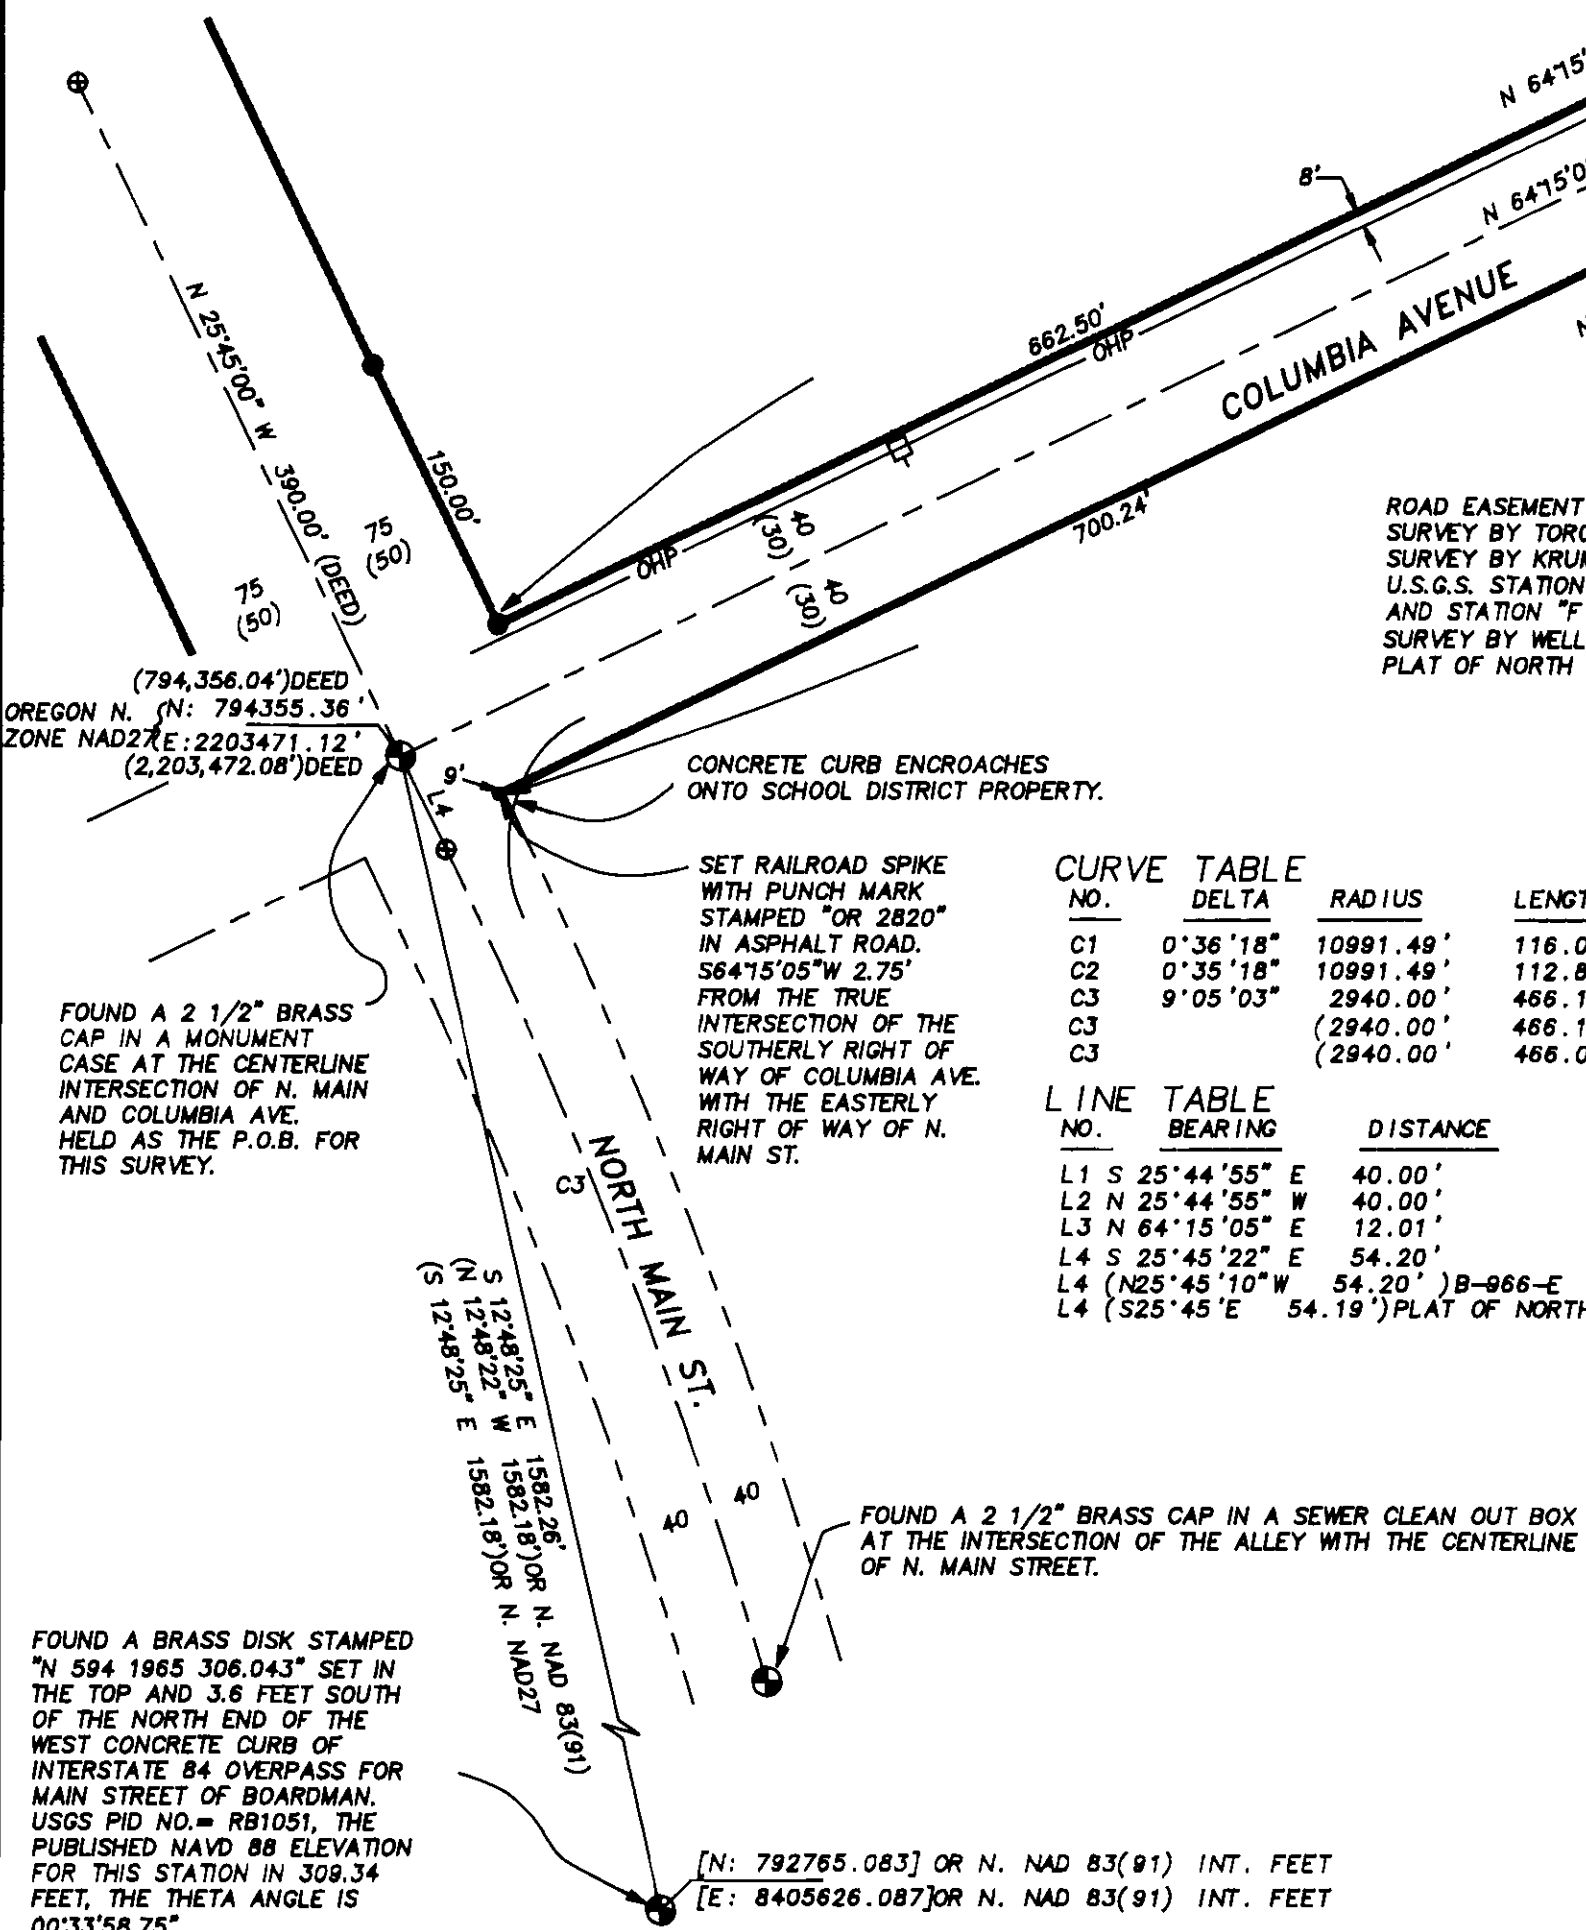 N 64°15'
8'
N 64°15'0
N
N 25°45'00" W 390.00' (DEED)
150.00'
662.50'
OHP
COLUMBIA AVENUE
700.24'
75
(50)
75
(50)
OHP
40
(30)
40
(30)
ROAD EASEMENT
SURVEY BY
SURVEY BY
U.S.G.S. STATION
AND STATION "F
SURVEY BY WELL
PLAT OF NORTH
(794,356.04')DEED
OREGON N. {N: 794355.36'
ZONE NAD27{E:2203471.12'
(2,203,472.08')DEED
9'
L4
CONCRETE CURB ENCROACHES
ONTO SCHOOL DISTRICT PROPERTY.
SET RAILROAD SPIKE
WITH PUNCH MARK
STAMPED "OR 2820"
IN ASPHALT ROAD.
S64°15'05"W 2.75'
FROM THE TRUE
INTERSECTION OF THE
SOUTHERLY RIGHT OF
WAY OF COLUMBIA AVE.
WITH THE EASTERLY
RIGHT OF WAY OF N.
MAIN ST.
CURVE TABLE
NO. DELTA RADIUS LENGT
C1 0°36'18" 10991.49' 116.0
C2 0°35'18" 10991.49' 112.8
C3 9°05'03" 2940.00' 466.1
C3 (2940.00' 466.1
C3 (2940.00' 466.0
LINE TABLE
NO. BEARING DISTANCE
L1 S 25°44'55" E 40.00'
L2 N 25°44'55" W 40.00'
L3 N 64°15'05" E 12.01'
L4 S 25°45'22" E 54.20'
L4 (N25°45'10"W 54.20' )B-966-E
L4 (S25°45'E 54.19')PLAT OF NORTH
FOUND A 2 1/2" BRASS
CAP IN A MONUMENT
CASE AT THE CENTERLINE
INTERSECTION OF N. MAIN
AND COLUMBIA AVE.
HELD AS THE P.O.B. FOR
THIS SURVEY.
C3
NORTH MAIN ST.
S 12°48'25" E 1582.26'
(N 12°48'22" W 1582.18')OR N. NAD 83(91)
(S 12°48'25" E 1582.18')OR N. NAD27
40
40
FOUND A 2 1/2" BRASS CAP IN A SEWER CLEAN OUT BOX
AT THE INTERSECTION OF THE ALLEY WITH THE CENTERLINE
OF N. MAIN STREET.
FOUND A BRASS DISK STAMPED
"N 594 1965 306.043" SET IN
THE TOP AND 3.6 FEET SOUTH
OF THE NORTH END OF THE
WEST CONCRETE CURB OF
INTERSTATE 84 OVERPASS FOR
MAIN STREET OF BOARDMAN.
USGS PID NO.= RB1051, THE
PUBLISHED NAVD 88 ELEVATION
FOR THIS STATION IN 309.34
FEET, THE THETA ANGLE IS
00°33'58.75"
[N: 792765.083] OR N. NAD 83(91) INT. FEET
[E: 8405626.087]OR N. NAD 83(91) INT. FEET